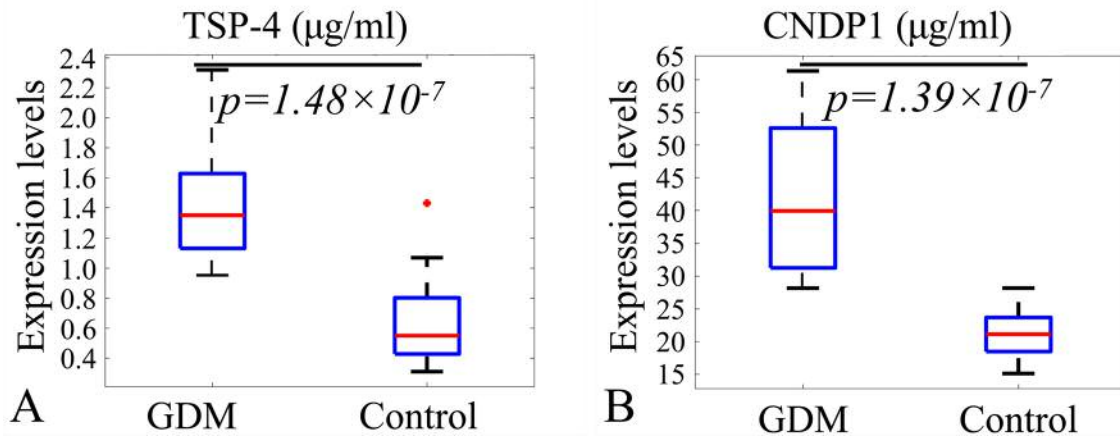 TSP-4 (μg/ml)
Expression levels
2.4
2.2
2.0
1.8
1.6
1.4
1.2
1.0
0.8
0.6
0.4
p=1.48×10-7
A
GDM
Control
CNDP1 (μg/ml)
Expression levels
65
60
55
50
45
40
35
30
25
20
15
p=1.39×10-7
B
GDM
Control